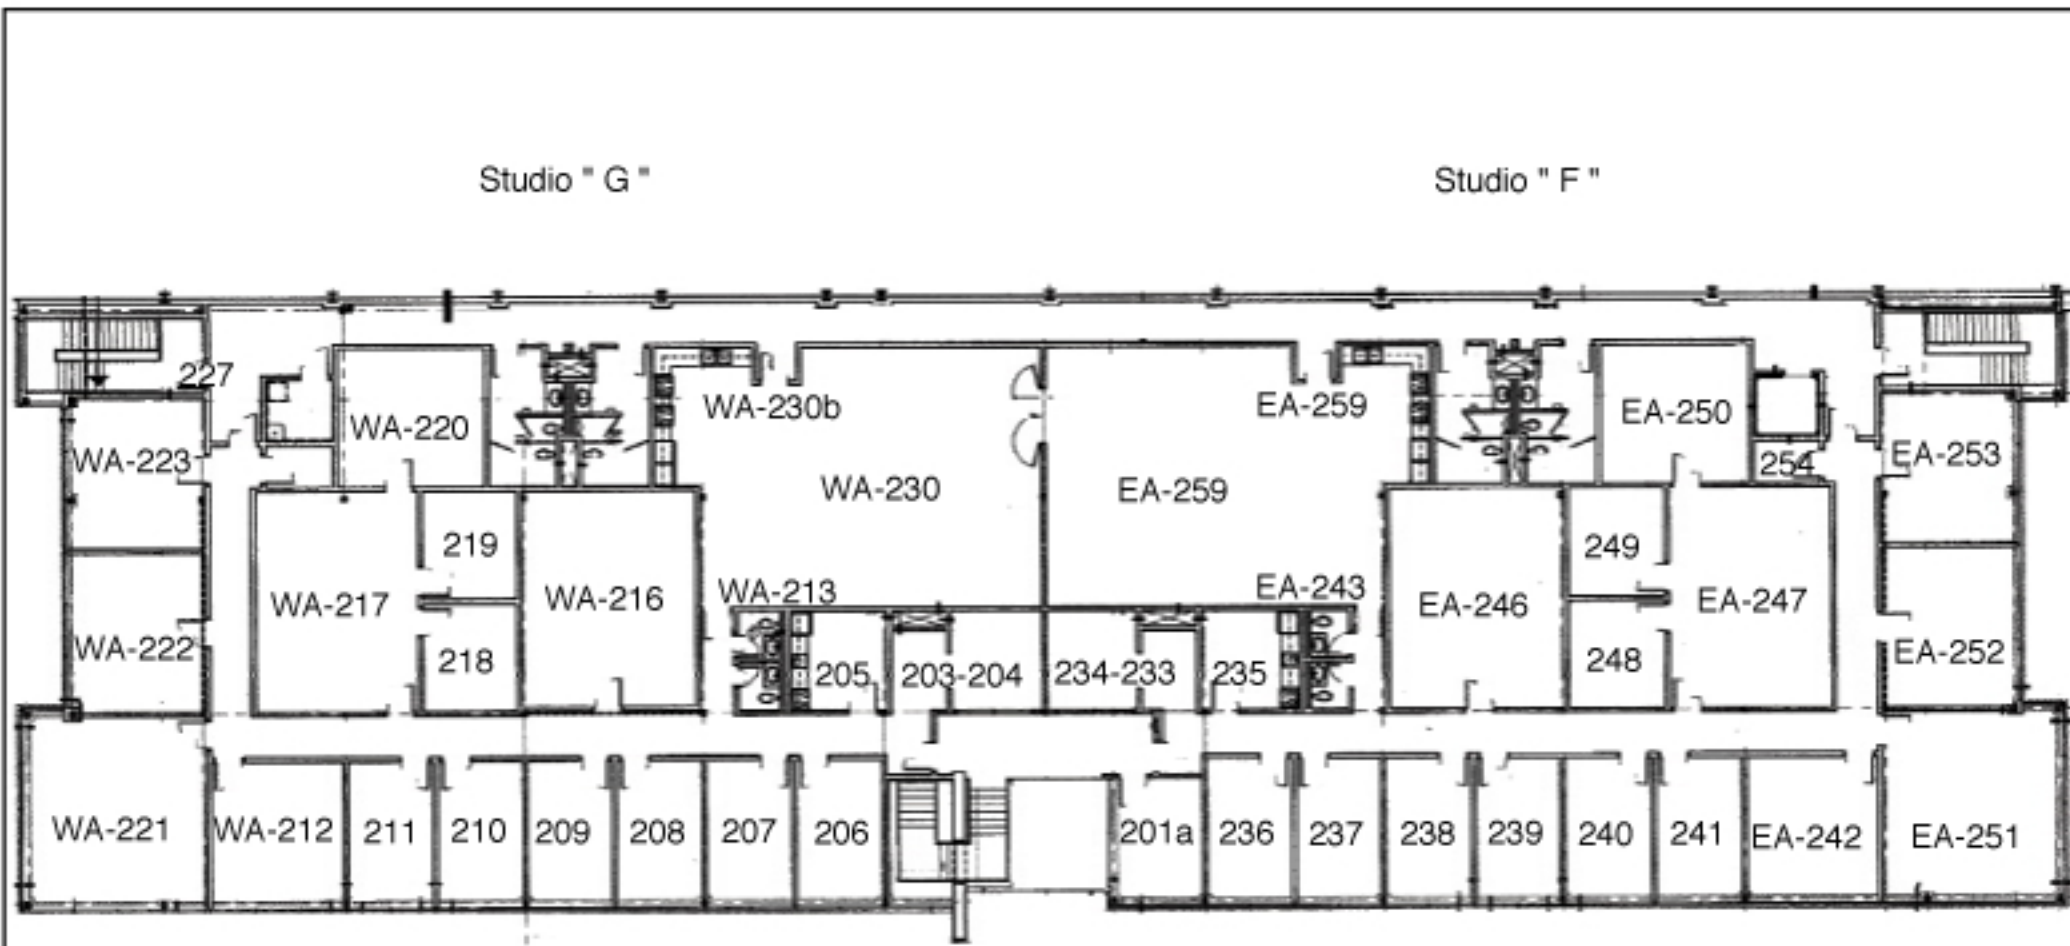 Studio " G "
Studio " F "
227
WA-230b
EA-259
WA-220
EA-250
WA-223
254
EA-253
WA-230
EA-259
219
249
WA-213
EA-243
WA-217
WA-216
EA-246
EA-247
WA-222
218
205
203-204
234-233
235
248
EA-252
WA-221
WA-212
211
210
209
208
207
206
201a
236
237
238
239
240
241
EA-242
EA-251